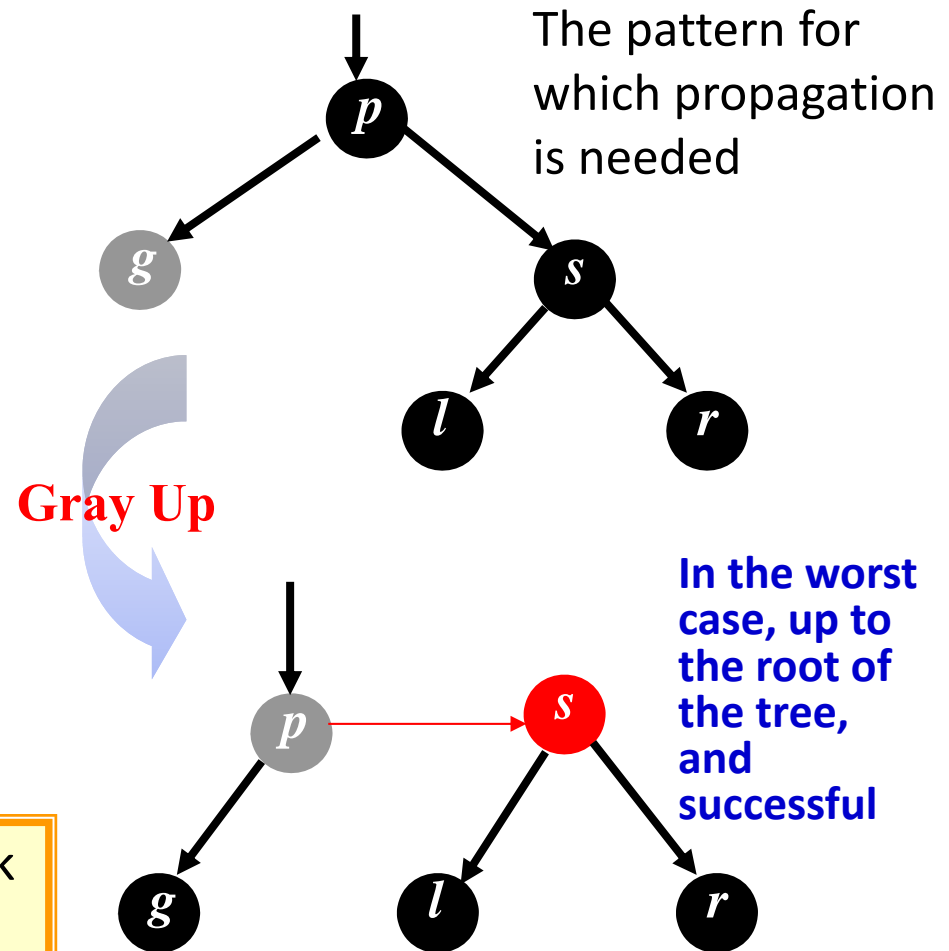 The pattern for
which propagation
is needed
p
g
s
l
r
Gray Up
In the worst
case, up to
the root of
the tree,
and
successful
p
s
g
l
r